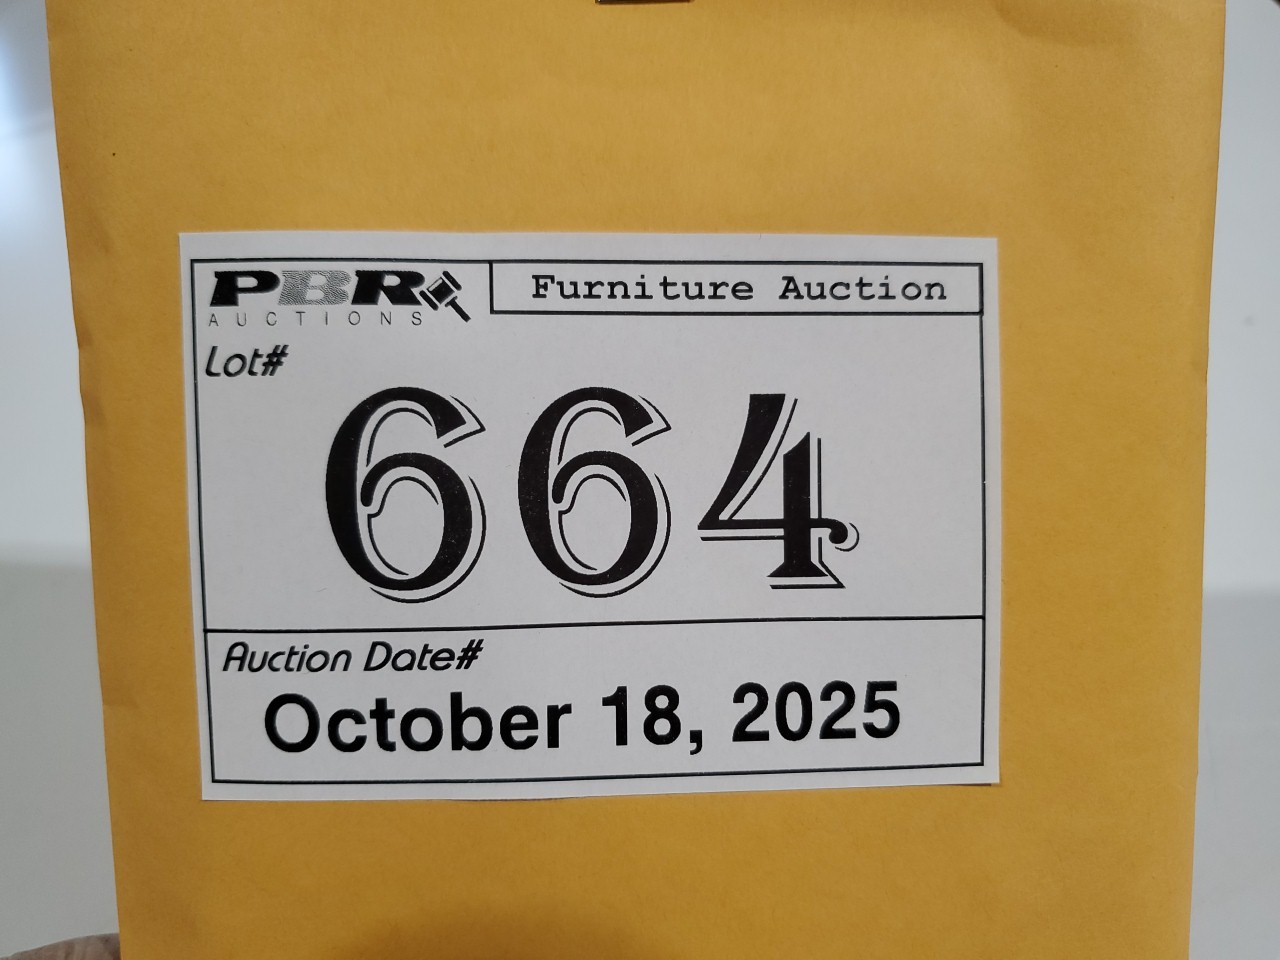 PBR
AUCTIONS
Furniture Auction
Lot#
664
Auction Date#
October 18, 2025